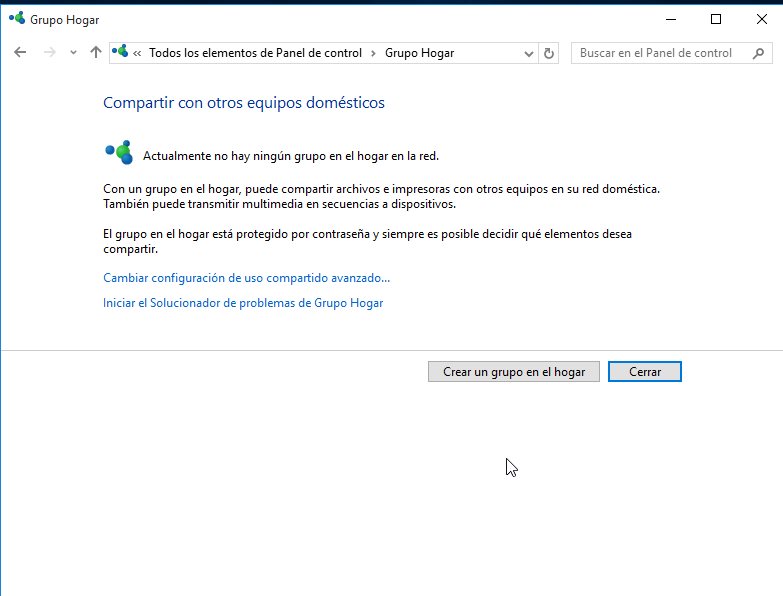 Grupo Hogar
« Todos los elementos de Panel de control > Grupo Hogar
Buscar en el Panel de control
Compartir con otros equipos domésticos
Actualmente no hay ningún grupo en el hogar en la red.
Con un grupo en el hogar, puede compartir archivos e impresoras con otros equipos en su red doméstica.
También puede transmitir multimedia en secuencias a dispositivos.
El grupo en el hogar está protegido por contraseña y siempre es posible decidir qué elementos desea
compartir.
Cambiar configuración de uso compartido avanzado...
Iniciar el Solucionador de problemas de Grupo Hogar
Crear un grupo en el hogar
Cerrar